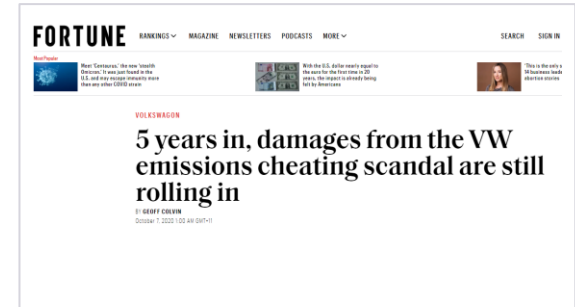 FORTUNE
RANKINGS MAGAZINE NEWSLETTERS PODCASTS MORE SEARCH SIGN IN
Most Popular
Meet 'Centaurus,' the new 'stealth
Omicron.' It was just found in the
U.S. and may escape immunity more
than any other COVID strain
With the U.S. dollar nearly equal to
the euro for the first time in 20
years, the impact is already being
felt by Americans
'This is the only a
14 business leade
abortion stories
VOLKSWAGON
5 years in, damages from the VW
emissions cheating scandal are still
rolling in
BY GEOFF COLVIN
October 7, 2020 1:00 AM GMT+11